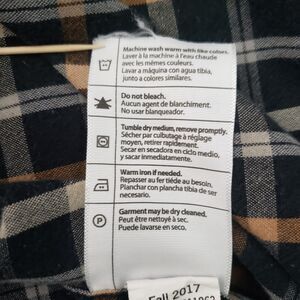 Machine wash warm with like colors.
Laver à la machine à l'eau chaude
avec les mêmes couleurs.
Lavar a máquina con agua tibia,
junto a colores similares.
Do not bleach.
Aucun agent de blanchiment.
No usar blanqueador.
Tumble dry medium, remove promptly.
Sécher par culbutage à réglage
moyen, retirer rapidement.
Secar en secadora en ciclo medio,
y sacar inmediatamente.
Warm iron if needed.
Repasser au fer tiède au besoin.
Planchar con plancha tibia de ser
necesario.
Garment may be dry cleaned.
Peut être nettoyé à sec.
Puede lavarse en seco.
P
Fall 2017